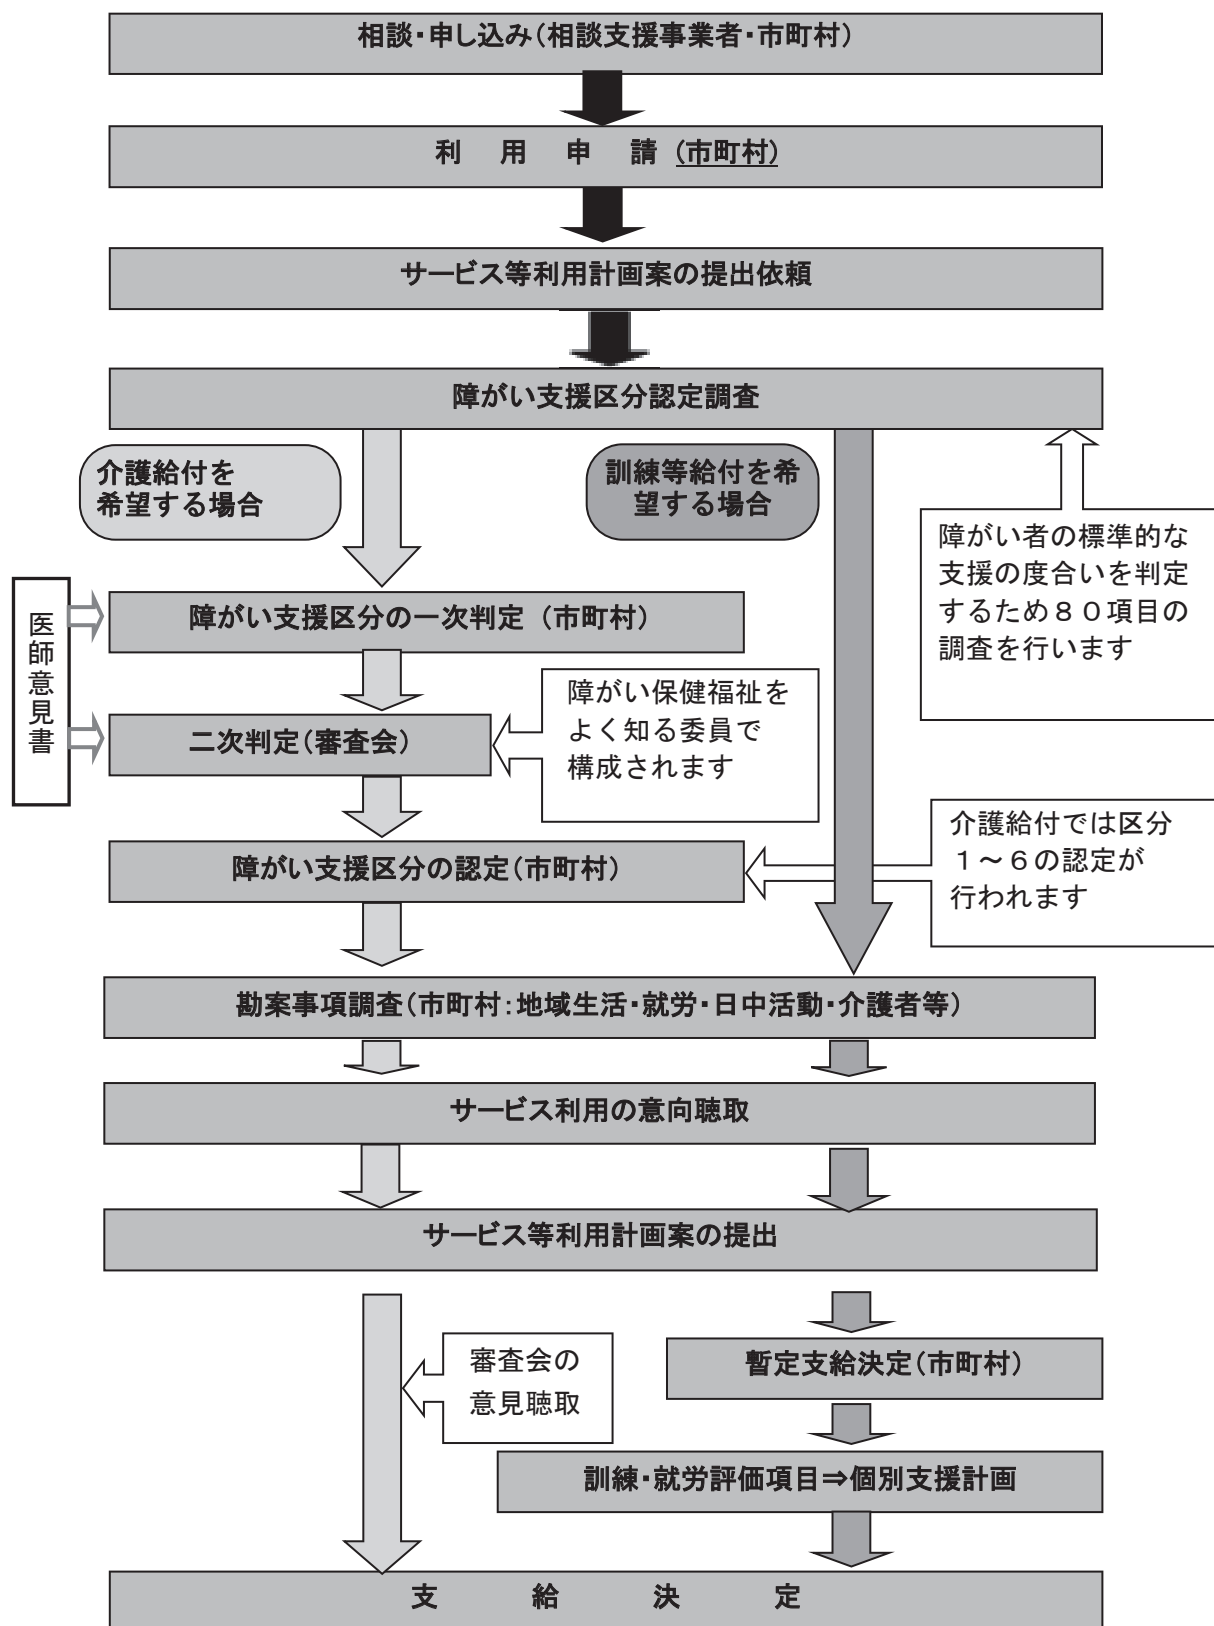 相談・申し込み（相談支援事業者・市町村）
利　用　申　請（市町村）
サービス等利用計画案の提出依頼
障がい支援区分認定調査
介護給付を
希望する場合
訓練等給付を希
望する場合
障がい者の標準的な
支援の度合いを判定
するため８０項目の
調査を行います
医師意見書
障がい支援区分の一次判定（市町村）
二次判定（審査会）
障がい保健福祉を
よく知る委員で
構成されます
障がい支援区分の認定（市町村）
介護給付では区分
１～６の認定が
行われます
勘案事項調査（市町村：地域生活・就労・日中活動・介護者等）
サービス利用の意向聴取
サービス等利用計画案の提出
審査会の
意見聴取
暫定支給決定（市町村）
訓練・就労評価項目⇒個別支援計画
支　給　決　定